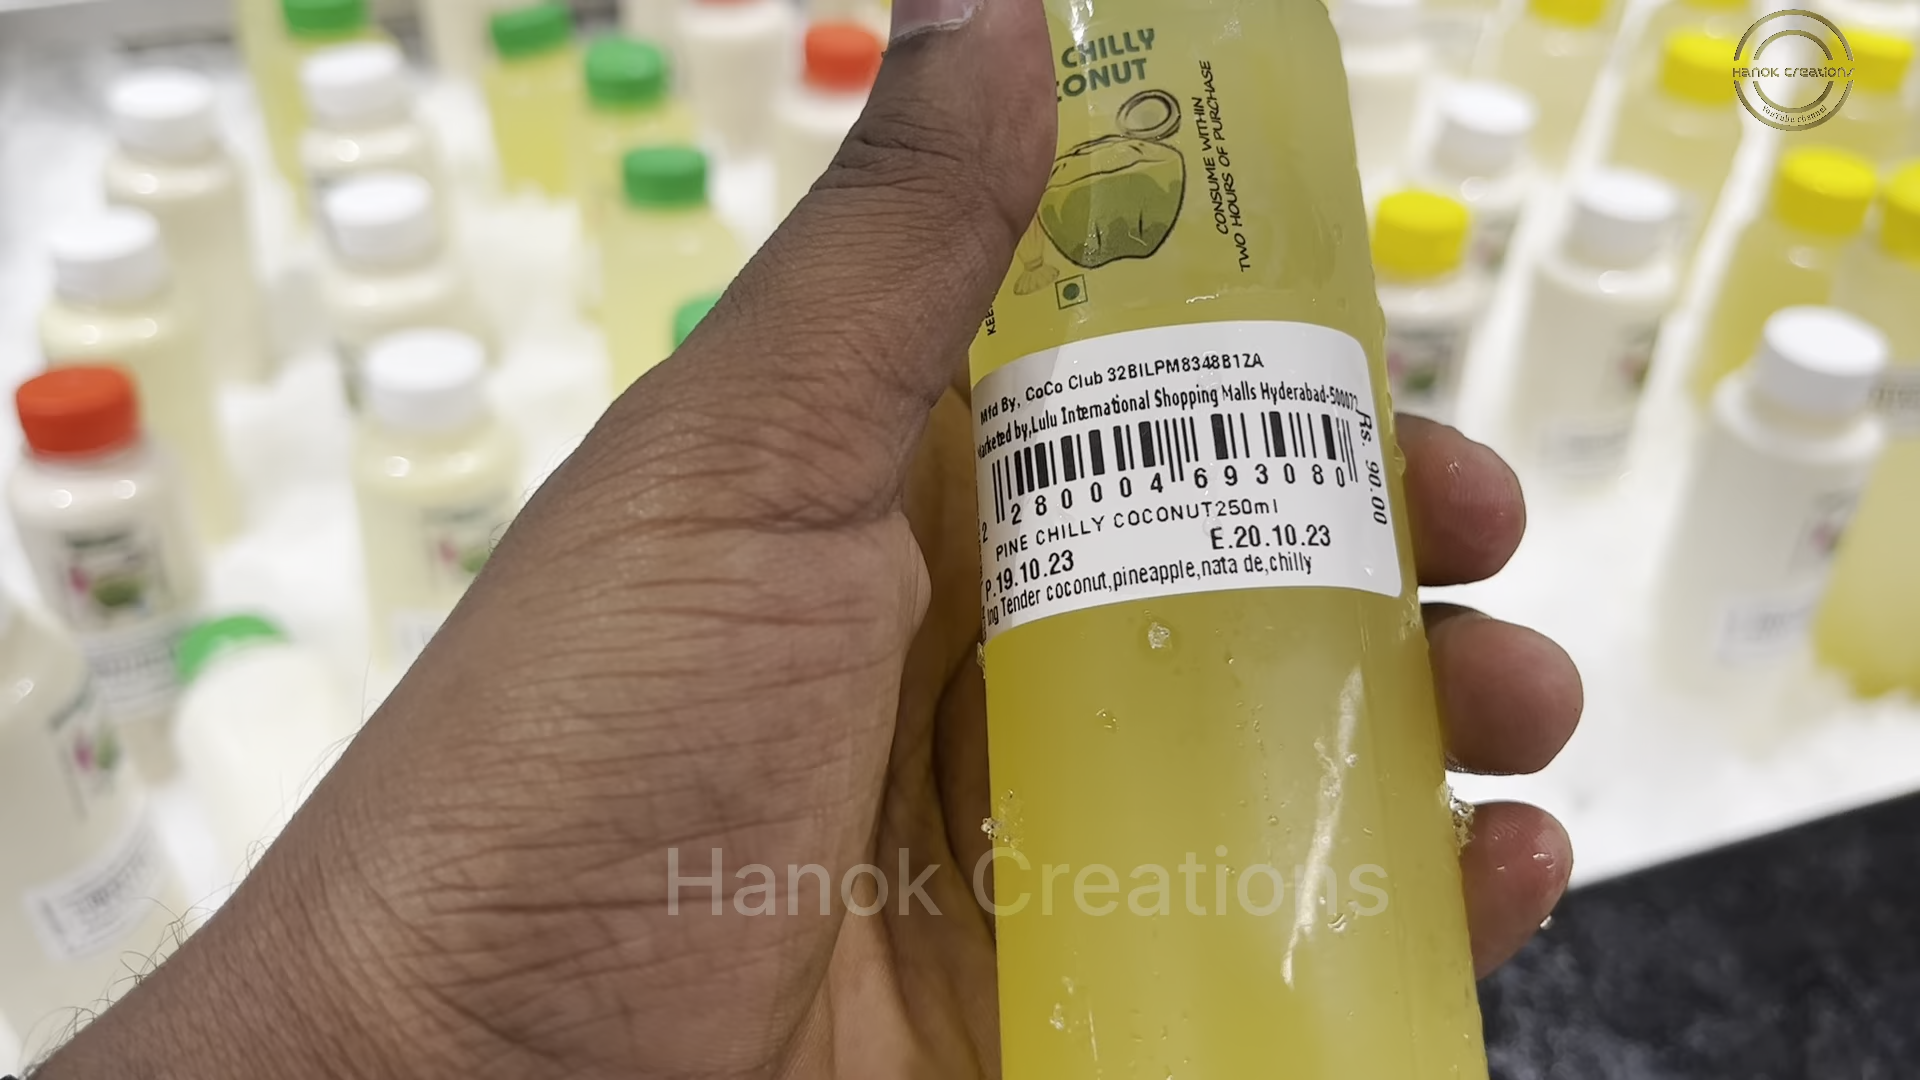 CHILLY
CONUT
CONSUME WITHIN
TWO HOURS OF PURCHASE
Mfd By, CoCo Club 32BILPM8348B1ZA
Marketed by,Lulu International Shopping Malls Hyderabad-500072
Rs. 90.00
2 280004 693080
PINE CHILLY COCONUT250ml
P.19.10.23 E.20.10.23
Ing Tender coconut,pineapple,nata de,chilly
Hanok Creations
YouTube channel
Hanok Creations